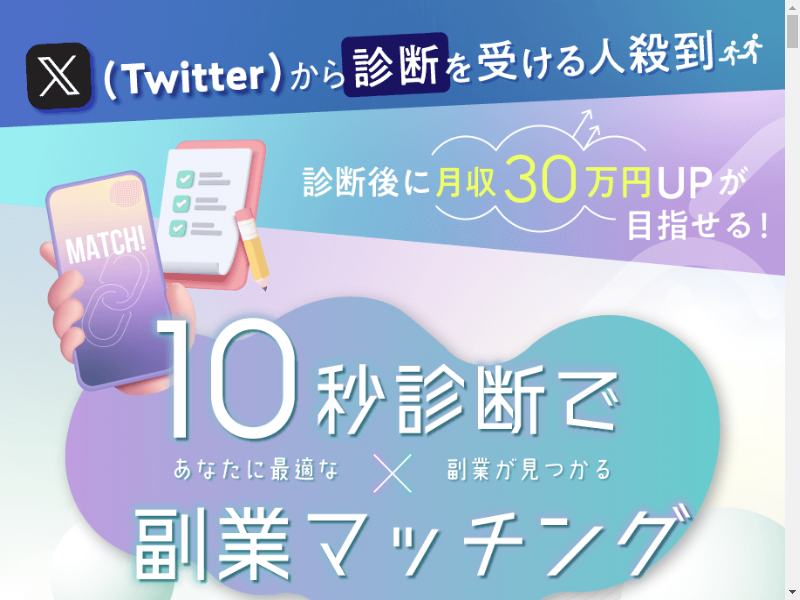 X (Twitter)から診断を受ける人殺到
診断後に月収30万円UPが
目指せる!
MATCH!
10秒診断で
あなたに最適な × 副業が見つかる
副業マッチング